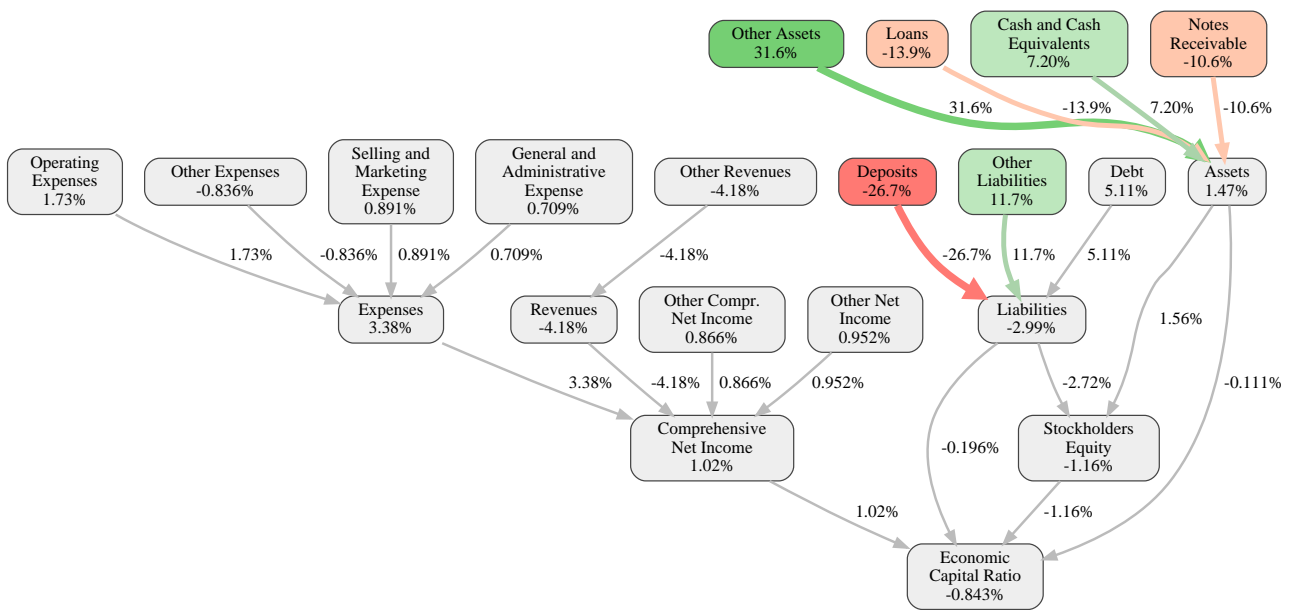 Other Assets
31.6%
Loans
-13.9%
Cash and Cash
Equivalents
7.20%
Notes
Receivable
-10.6%
31.6%
-13.9%
7.20%
-10.6%
Operating
Expenses
1.73%
Other Expenses
-0.836%
Selling and
Marketing
Expense
0.891%
General and
Administrative
Expense
0.709%
Other Revenues
-4.18%
Deposits
-26.7%
Other
Liabilities
11.7%
Debt
5.11%
Assets
1.47%
1.73%
-0.836%
0.891%
0.709%
-4.18%
-26.7%
11.7%
5.11%
Expenses
3.38%
Revenues
-4.18%
Other Compr.
Net Income
0.866%
Other Net
Income
0.952%
Liabilities
-2.99%
1.56%
3.38%
-4.18%
0.866%
0.952%
-2.72%
-0.111%
Comprehensive
Net Income
1.02%
-0.196%
Stockholders
Equity
-1.16%
1.02%
-1.16%
Economic
Capital Ratio
-0.843%